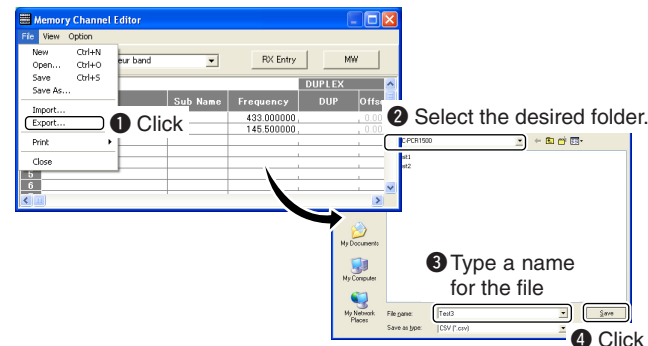 Memory Channel Editor
File View Option
New Ctrl+N
Open... Ctrl+O
Save Ctrl+S
Save As...
Import...
Export...
Print
Close
eur band
RX Entry
MW
DUPLEX
Sub Name Frequency DUP Offse
433.000000, 0.00
145.500000, 0.00
5
6
❶ Click
❷ Select the desired folder.
C-PCR1500
est1
est2
My Documents
My Computer
My Network
Places
❸ Type a name
for the file
File name: Test3 Save
Save as type: CSV (*.csv)
❹ Click